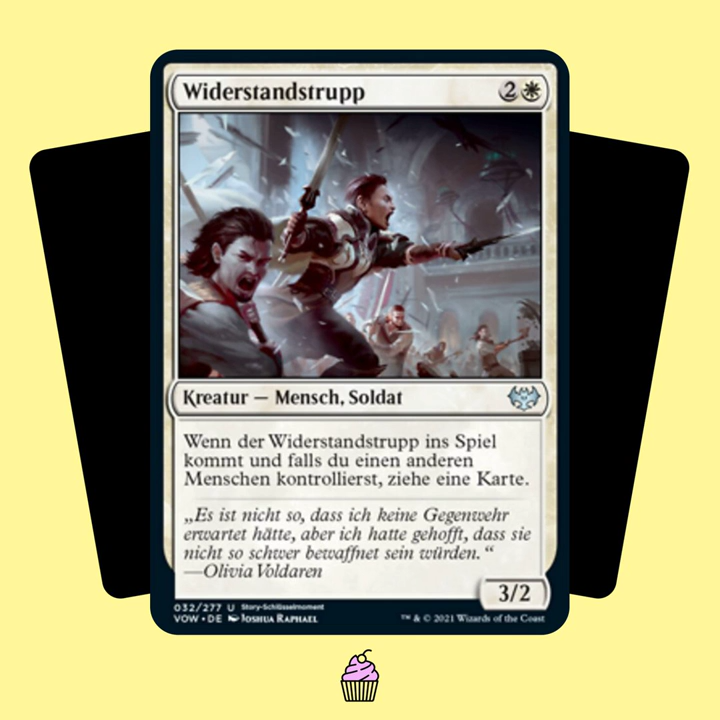 Widerstandstrupp 2
Kreatur — Mensch, Soldat
Wenn der Widerstandstrupp ins Spiel
kommt und falls du einen anderen
Menschen kontrollierst, ziehe eine Karte.
„Es ist nicht so, dass ich keine Gegenwehr
erwartet hätte, aber ich hatte gehofft, dass sie
nicht so schwer bewaffnet sein würden.“
—Olivia Voldaren
3/2
032/277 U Story-Schlüsselmoment
VOW • DE Joshua Raphael ™ & © 2021 Wizards of the Coast